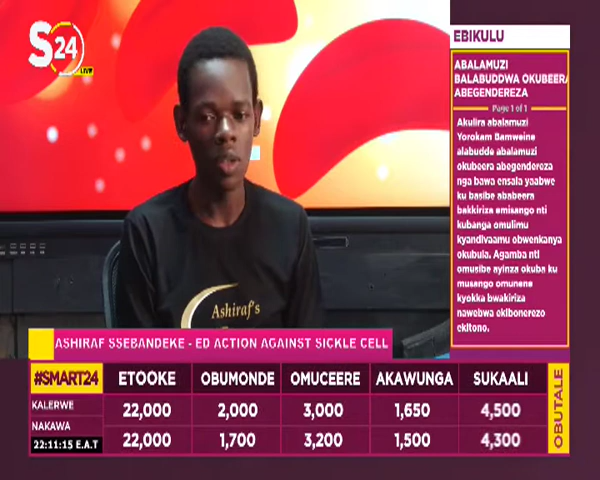 S24
LIVE
EBIKULU
ABALAMUZI
BALABUDDWA OKUBEERA
ABEGENDEREZA
Page 1 of 1
Akulira abalamuzi
Yorokam Bamweine
alabudde abalamuzi
okubeera abegendereza
nga bawa ensala yaabwe
ku basibe ababeera
bakkiriza emisango nti
kubanga omulimu
kyandivaamu obwenkanya
okubula. Agamba nti
omusibe ayinza okuba ku
musango omunene
kyokka bwakiriza
nawebwa ekibonerezo
ekitono.
Ashiraf's
ASHIRAF SSEBANDEKE - ED ACTION AGAINST SICKLE CELL
#SMART24 ETOOKE OBUMONDE OMUCEERE AKAWUNGA SUKAALI
KALERWE 22,000 2,000 3,000 1,650 4,500
NAKAWA 22,000 1,700 3,200 1,500 4,300
22:11:15 E.A.T
OBUTALE